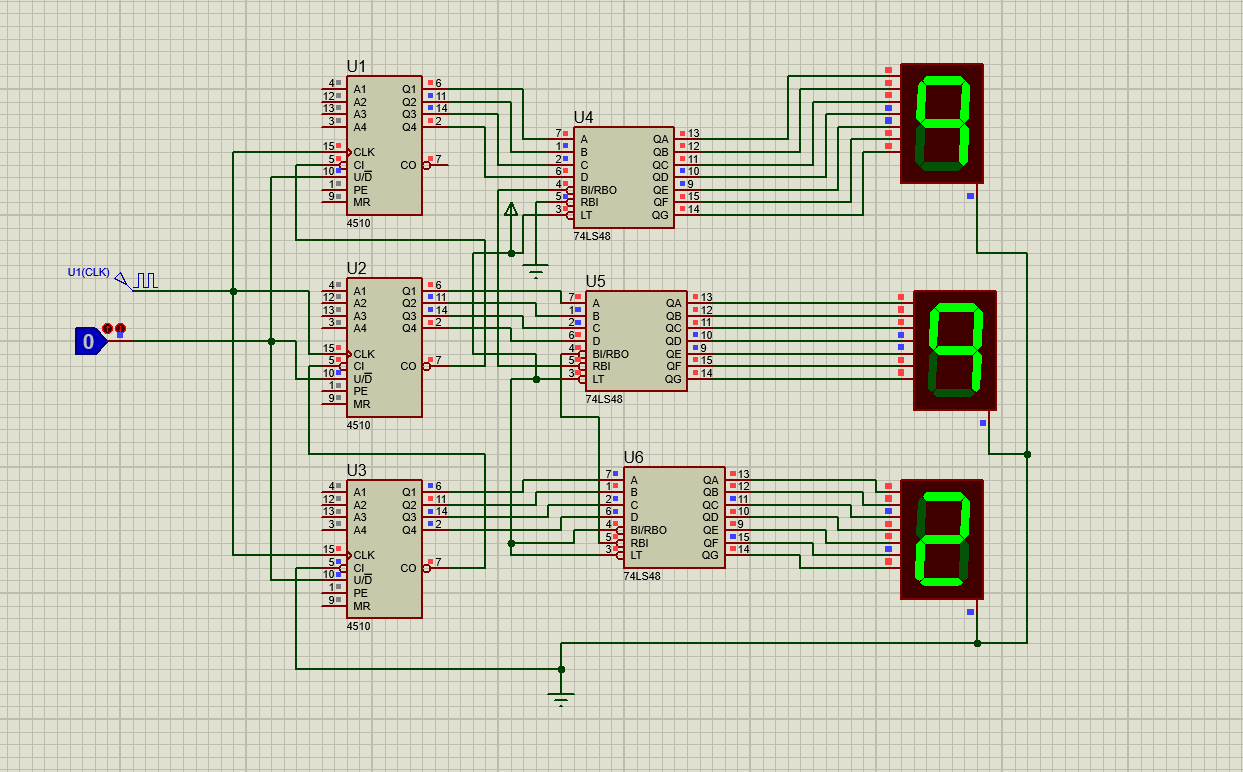 U1
4 A1 Q1 6
12 A2 Q2 11
13 A3 Q3 14
3 A4 Q4 2
15 CLK
5 CI CO 7
10 U/D
1 PE
9 MR
4510
U4
7 A QA 13
1 B QB 12
2 C QC 11
6 D QD 10
4 BI/RBO QE 9
5 RBI QF 15
3 LT QG 14
74LS48
9
U1(CLK)
0
U2
4 A1 Q1 6
12 A2 Q2 11
13 A3 Q3 14
3 A4 Q4 2
15 CLK
5 CI CO 7
10 U/D
1 PE
9 MR
4510
U5
7 A QA 13
1 B QB 12
2 C QC 11
6 D QD 10
4 BI/RBO QE 9
5 RBI QF 15
3 LT QG 14
74LS48
9
U3
4 A1 Q1 6
12 A2 Q2 11
13 A3 Q3 14
3 A4 Q4 2
15 CLK
5 CI CO 7
10 U/D
1 PE
9 MR
4510
U6
7 A QA 13
1 B QB 12
2 C QC 11
6 D QD 10
4 BI/RBO QE 9
5 RBI QF 15
3 LT QG 14
74LS48
2